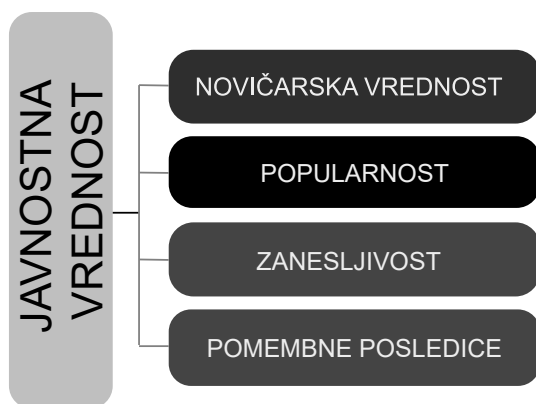 JAVNOSTNA
VREDNOST
NOVIČARSKA VREDNOST
POPULARNOST
ZANESLJIVOST
POMEMBNE POSLEDICE